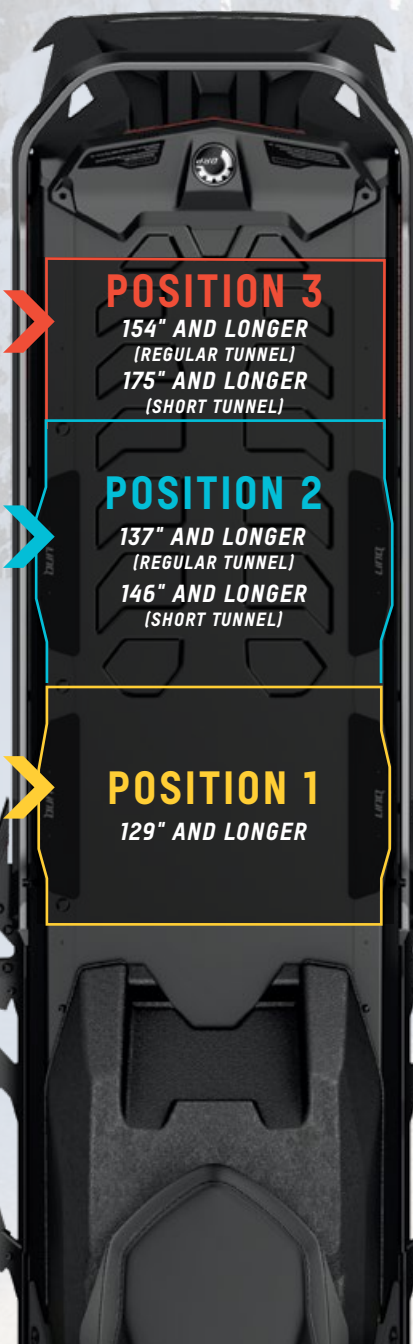 BRP
POSITION 3
154" AND LONGER
(REGULAR TUNNEL)
175" AND LONGER
(SHORT TUNNEL)
POSITION 2
137" AND LONGER
(REGULAR TUNNEL)
146" AND LONGER
(SHORT TUNNEL)
POSITION 1
129" AND LONGER